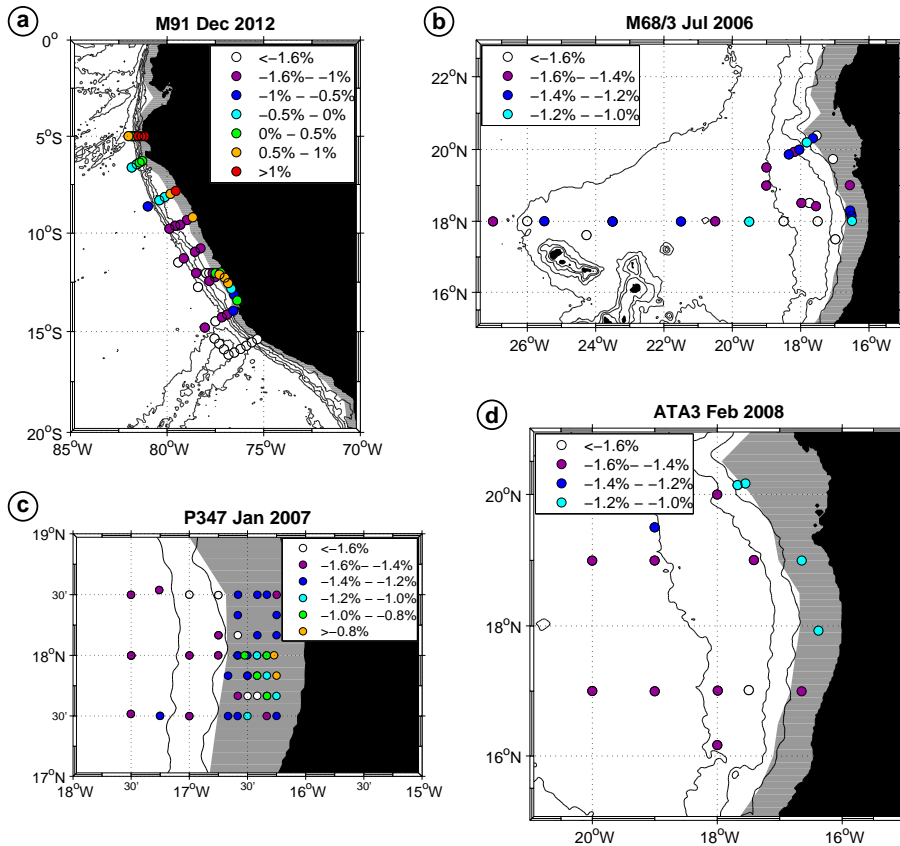 a
M91 Dec 2012
0°
5°S
10°S
15°S
20°S
85°W 80°W 75°W 70°W
<−1.6%
−1.6%− −1%
−1% − −0.5%
−0.5% − 0%
0% − 0.5%
0.5% − 1%
>1%
b
M68/3 Jul 2006
22°N
20°N
18°N
16°N
26°W 24°W 22°W 20°W 18°W 16°W
<−1.6%
−1.6%− −1.4%
−1.4% − −1.2%
−1.2% − −1.0%
c
P347 Jan 2007
19°N
30'
18°N
30'
17°N
18°W 30' 17°W 30' 16°W 30' 15°W
<−1.6%
−1.6%− −1.4%
−1.4% − −1.2%
−1.2% − −1.0%
−1.0% − −0.8%
>−0.8%
d
ATA3 Feb 2008
20°N
18°N
16°N
20°W 18°W 16°W
<−1.6%
−1.6%− −1.4%
−1.4% − −1.2%
−1.2% − −1.0%